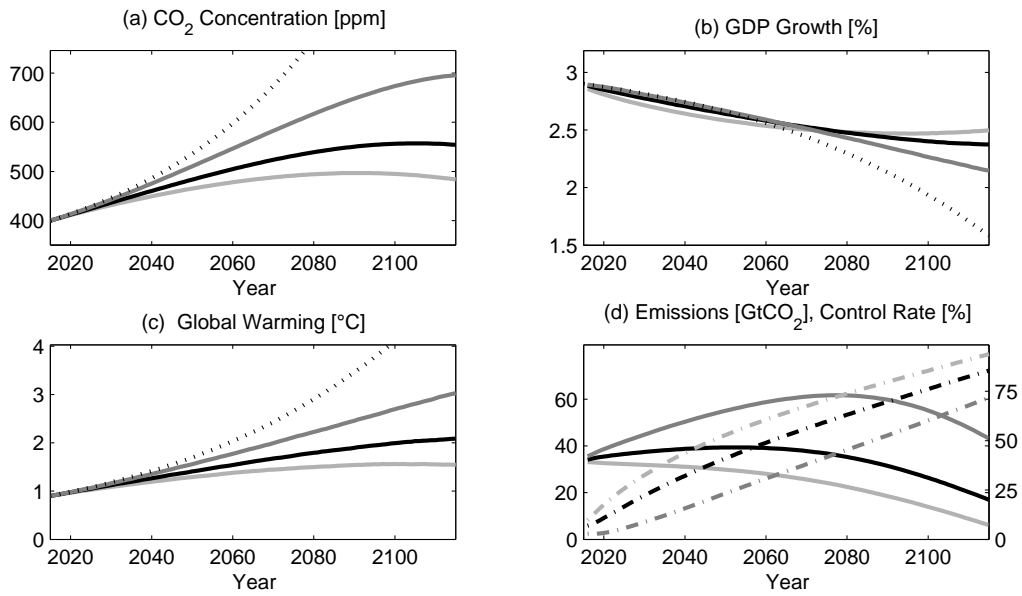 (a) CO2 Concentration [ppm]
700
600
500
400
2020 2040 2060 2080 2100
Year
(b) GDP Growth [%]
3
2.5
2
1.5
2020 2040 2060 2080 2100
Year
(c) Global Warming [°C]
4
3
2
1
0
2020 2040 2060 2080 2100
Year
(d) Emissions [GtCO2], Control Rate [%]
60
40
20
0
75
50
25
0
2020 2040 2060 2080 2100
Year